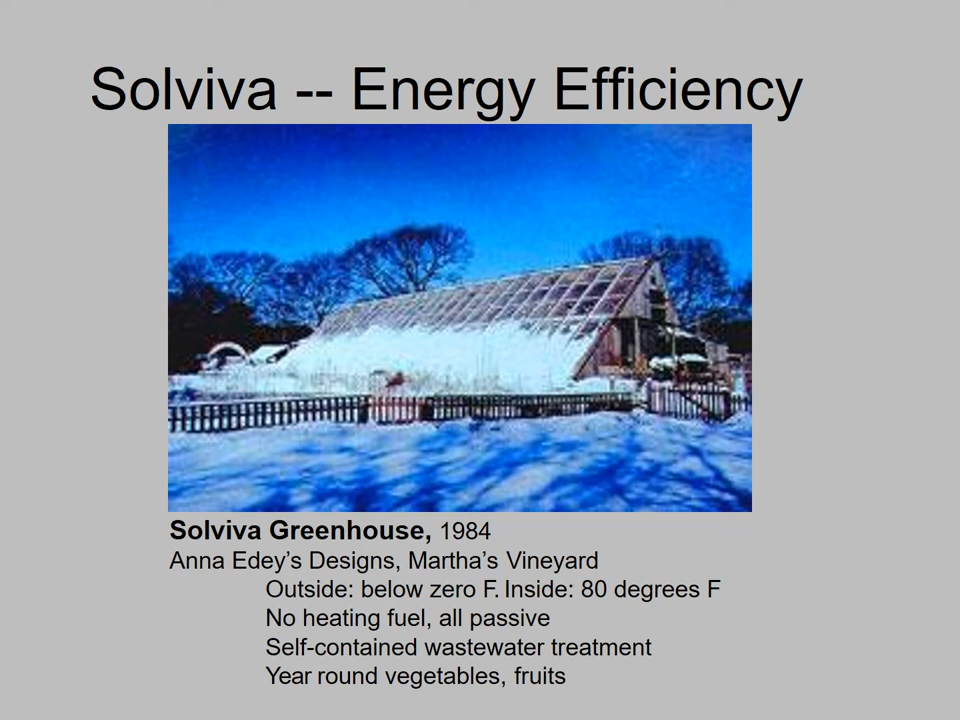 Solviva -- Energy Efficiency
Solviva Greenhouse, 1984
Anna Edey’s Designs, Martha’s Vineyard
Outside: below zero F. Inside: 80 degrees F
No heating fuel, all passive
Self-contained wastewater treatment
Year round vegetables, fruits